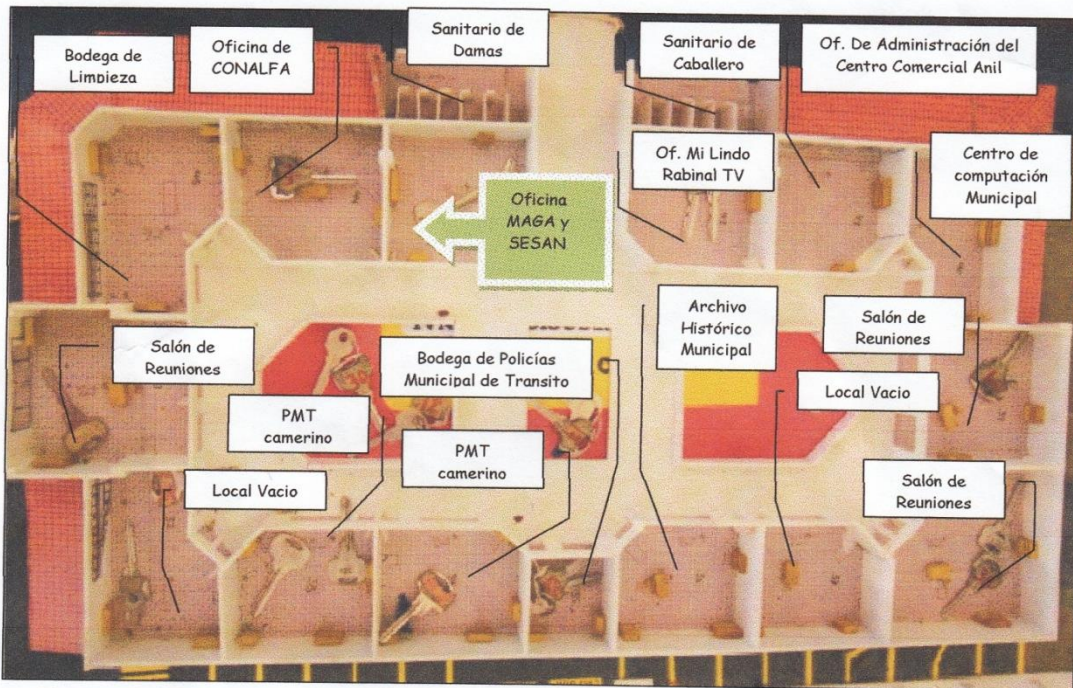 Bodega de
Limpieza
Oficina de
CONALFA
Sanitario de
Damas
Sanitario de
Caballero
Of. De Administración del
Centro Comercial Anil
Of. Mi Lindo
Rabinal TV
Centro de
computación
Municipal
Oficina
MAGA y
SESAN
Salón de
Reuniones
Bodega de Policías
Municipal de Transito
Archivo
Histórico
Municipal
Salón de
Reuniones
Local Vacio
PMT
camerino
PMT
camerino
Local Vacio
Salón de
Reuniones